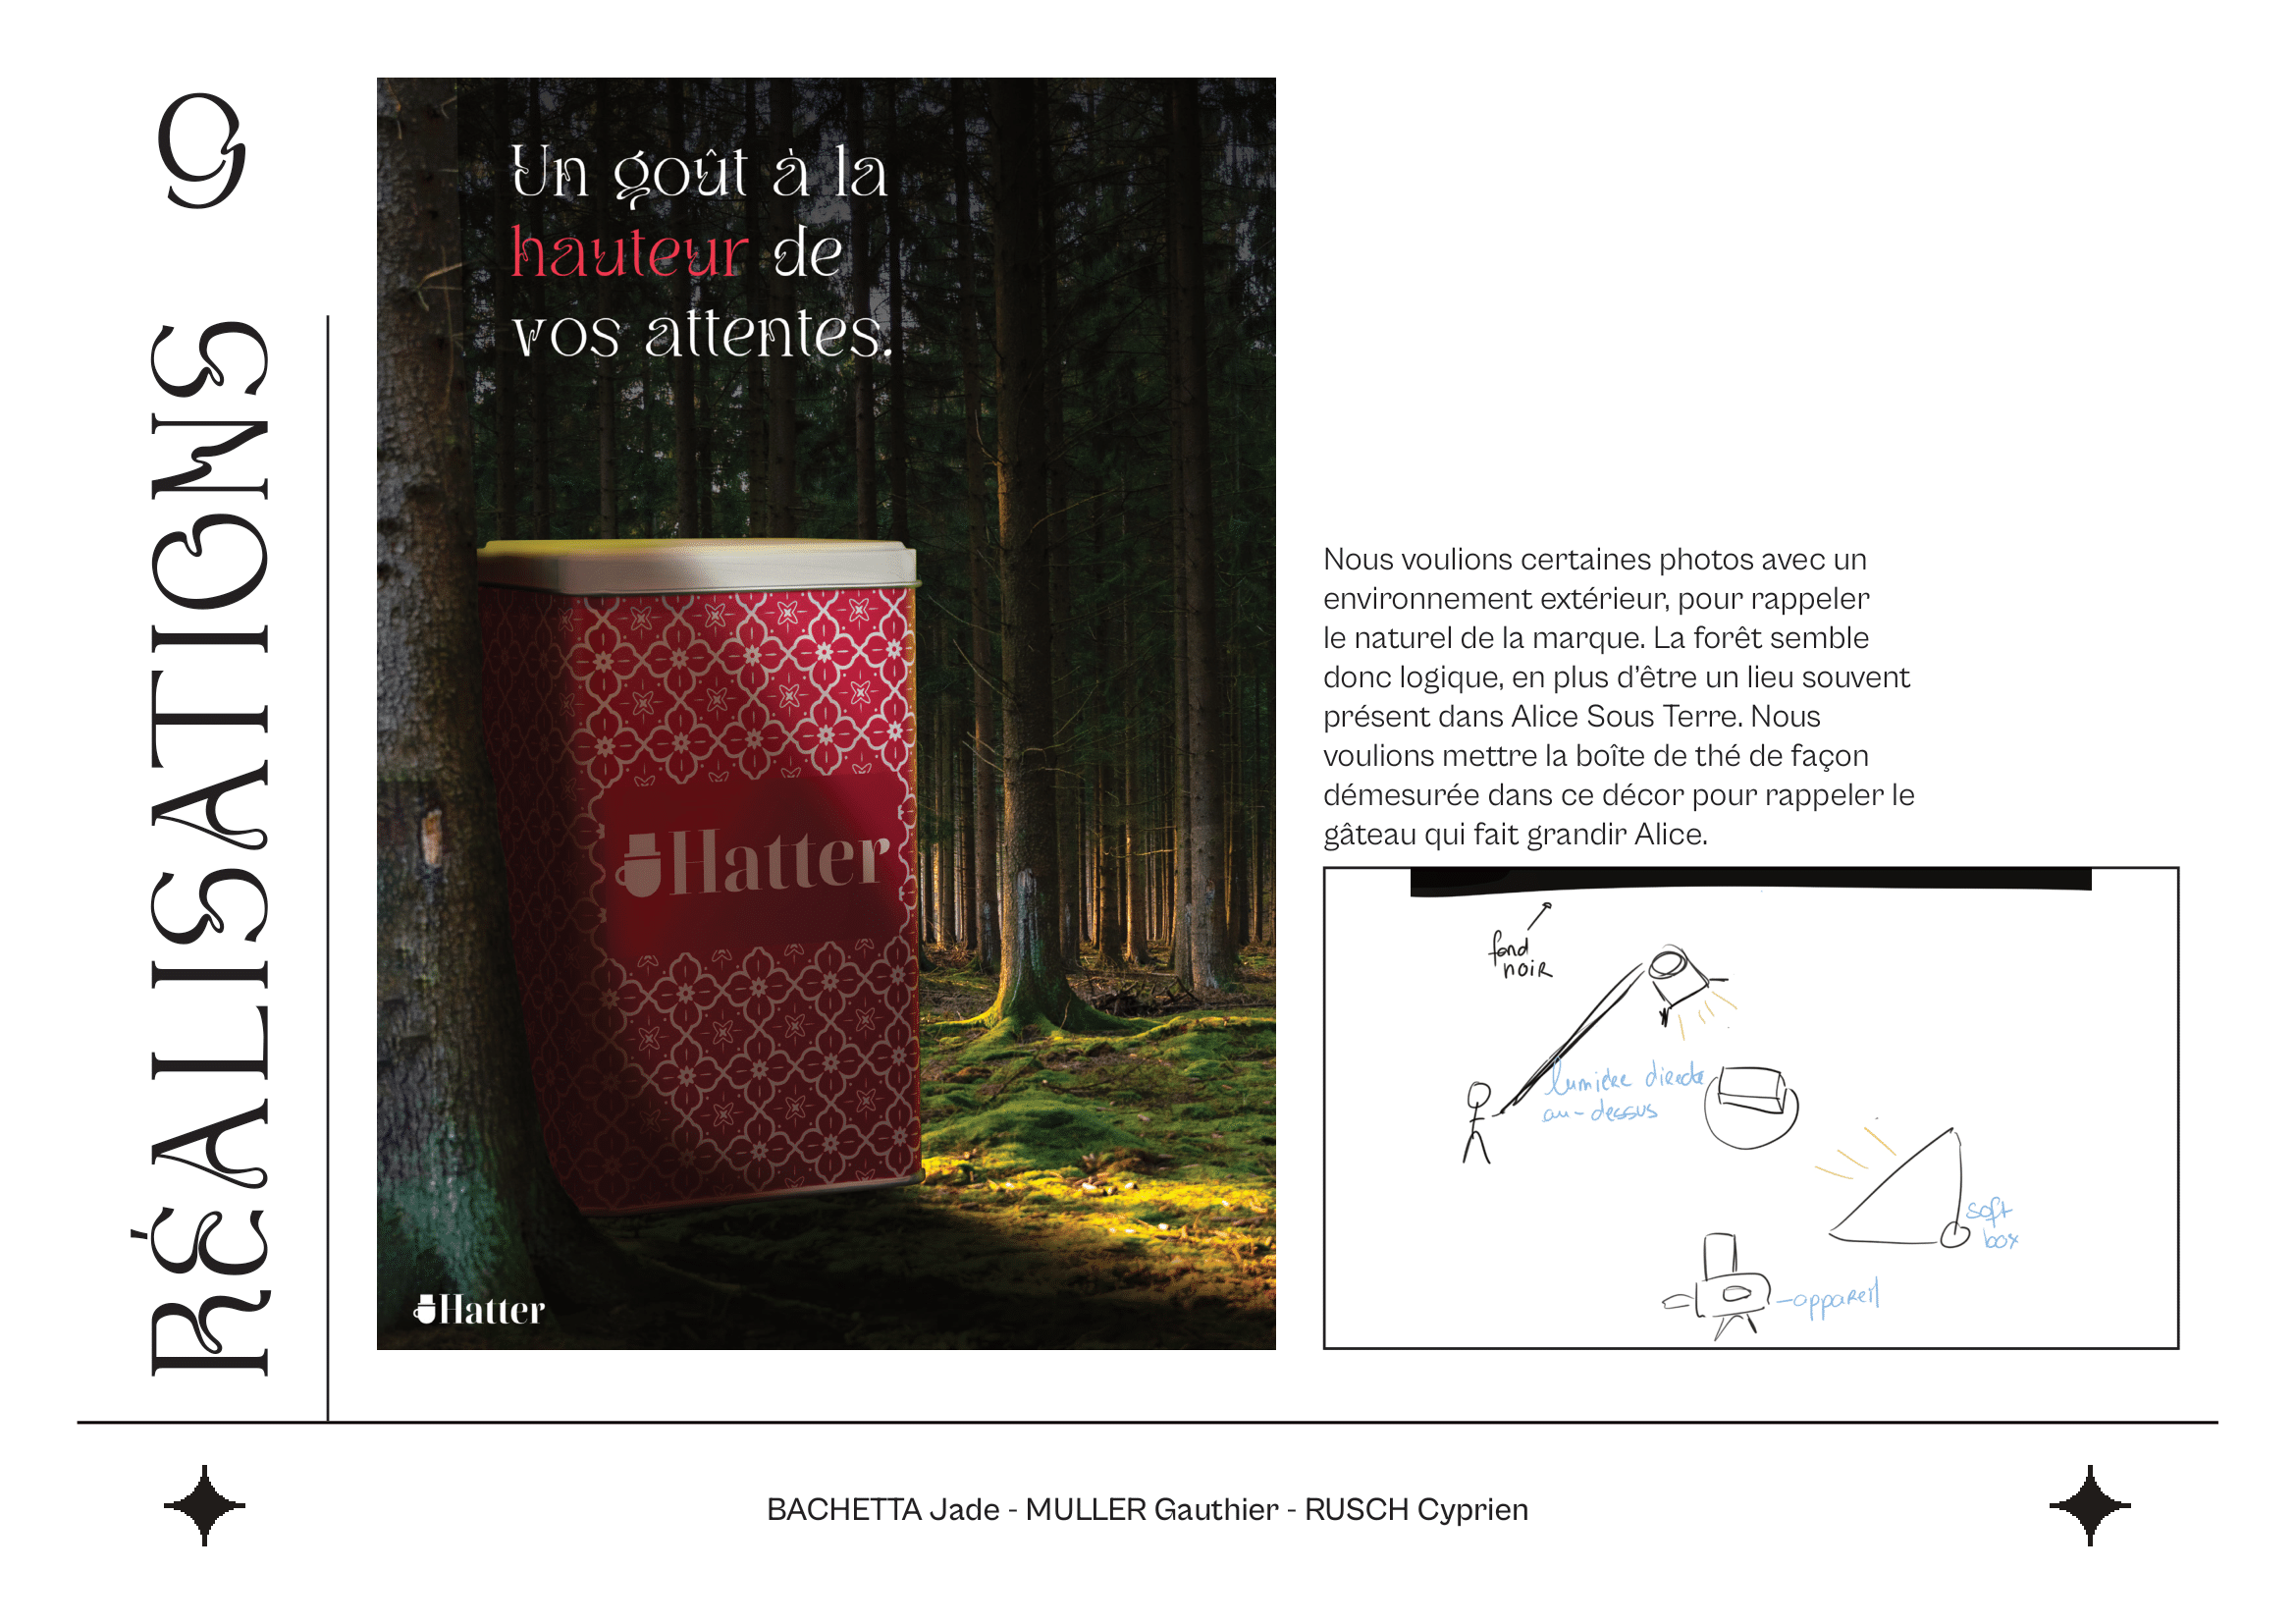 9
RÉALISATIONS
Un goût à la
hauteur de
vos attentes.
Hatter
Hatter
Nous voulions certaines photos avec un
environnement extérieur, pour rappeler
le naturel de la marque. La forêt semble
donc logique, en plus d’être un lieu souvent
présent dans Alice Sous Terre. Nous
voulions mettre la boîte de thé de façon
démesurée dans ce décor pour rappeler le
gâteau qui fait grandir Alice.
fond
noir
lumière directe
au-dessus
soft
box
appareil
BACHETTA Jade - MULLER Gauthier - RUSCH Cyprien